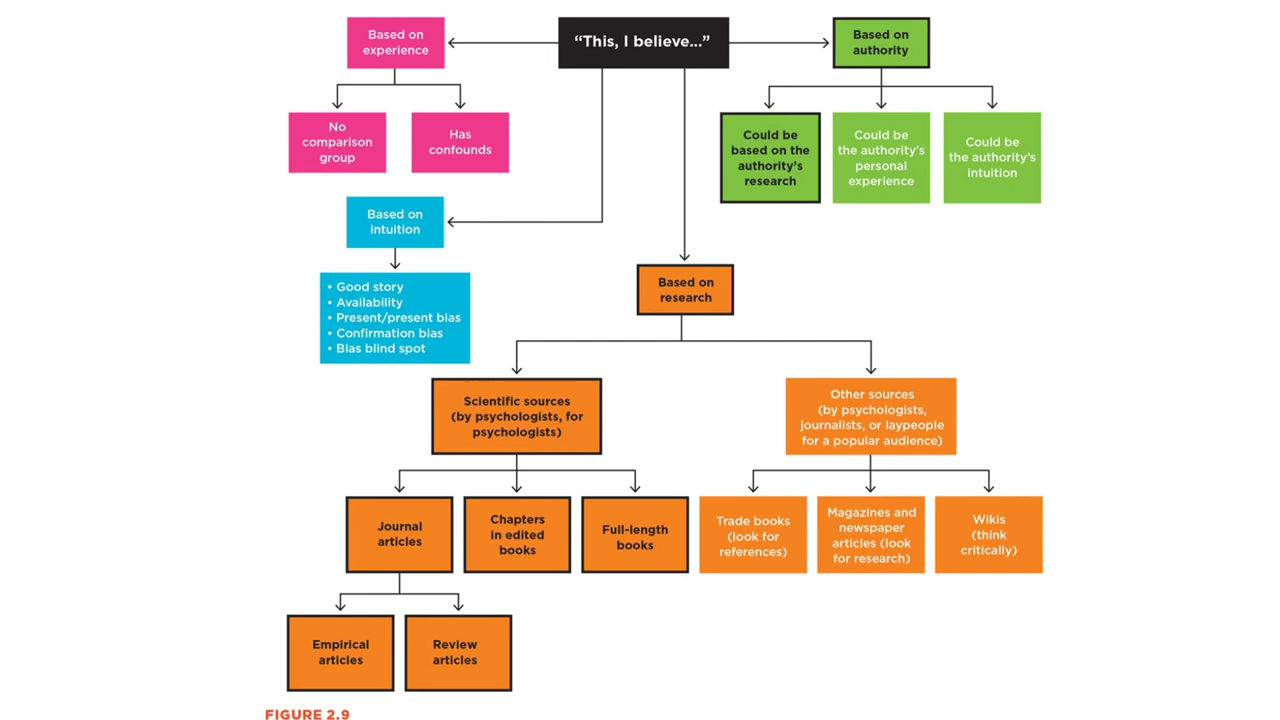 Based on
experience
“This, I believe...”
Based on
authority
No
comparison
group
Has
confounds
Could be
based on the
authority’s
research
Could be
the authority’s
personal
experience
Could be
the authority’s
intuition
Based on
intuition
• Good story
• Availability
• Present/present bias
• Confirmation bias
• Bias blind spot
Based on
research
Scientific sources
(by psychologists, for
psychologists)
Other sources
(by psychologists,
journalists, or laypeople
for a popular audience)
Journal
articles
Chapters
in edited
books
Full-length
books
Trade books
(look for
references)
Magazines and
newspaper
articles (look
for research)
Wikis
(think
critically)
Empirical
articles
Review
articles
FIGURE 2.9